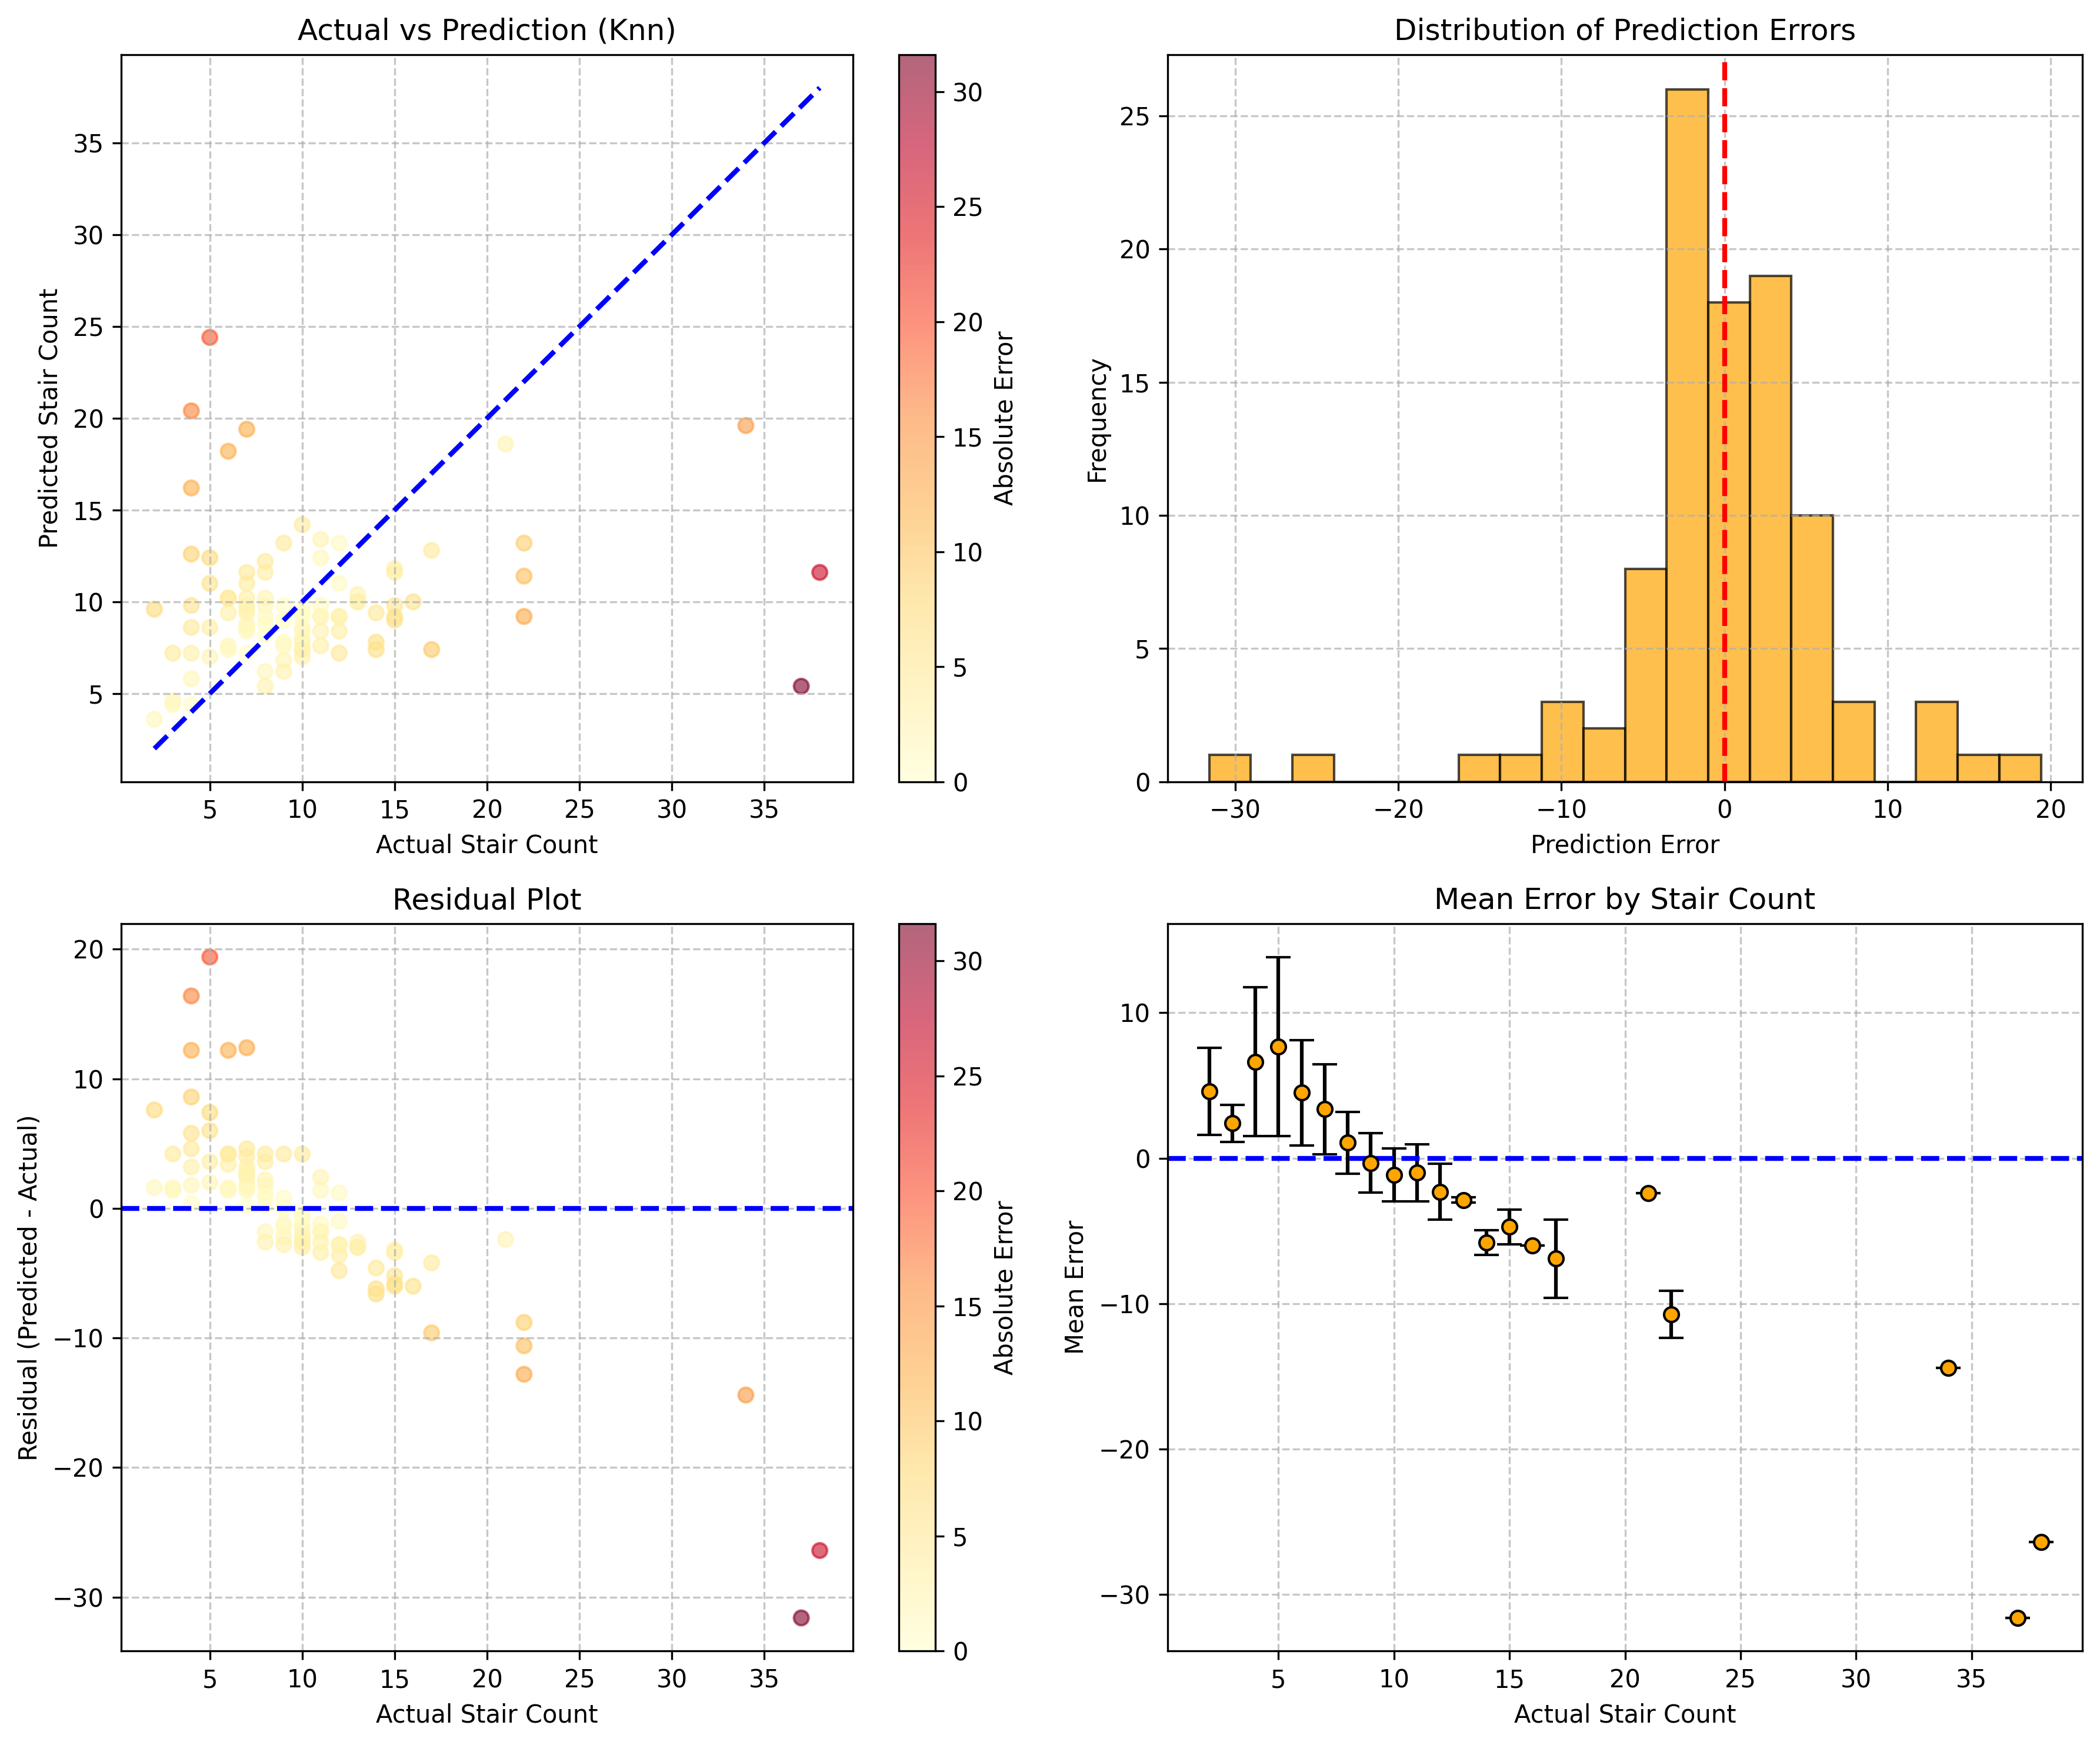 Actual vs Prediction (Knn)
35
30
25
20
15
10
5
Predicted Stair Count
5 10 15 20 25 30 35
Actual Stair Count
30
25
20
15
10
5
0
Absolute Error
Distribution of Prediction Errors
25
20
15
10
5
0
Frequency
−30 −20 −10 0 10 20
Prediction Error
Residual Plot
20
10
0
−10
−20
−30
Residual (Predicted - Actual)
5 10 15 20 25 30 35
Actual Stair Count
30
25
20
15
10
5
0
Absolute Error
Mean Error by Stair Count
10
0
−10
−20
−30
Mean Error
5 10 15 20 25 30 35
Actual Stair Count